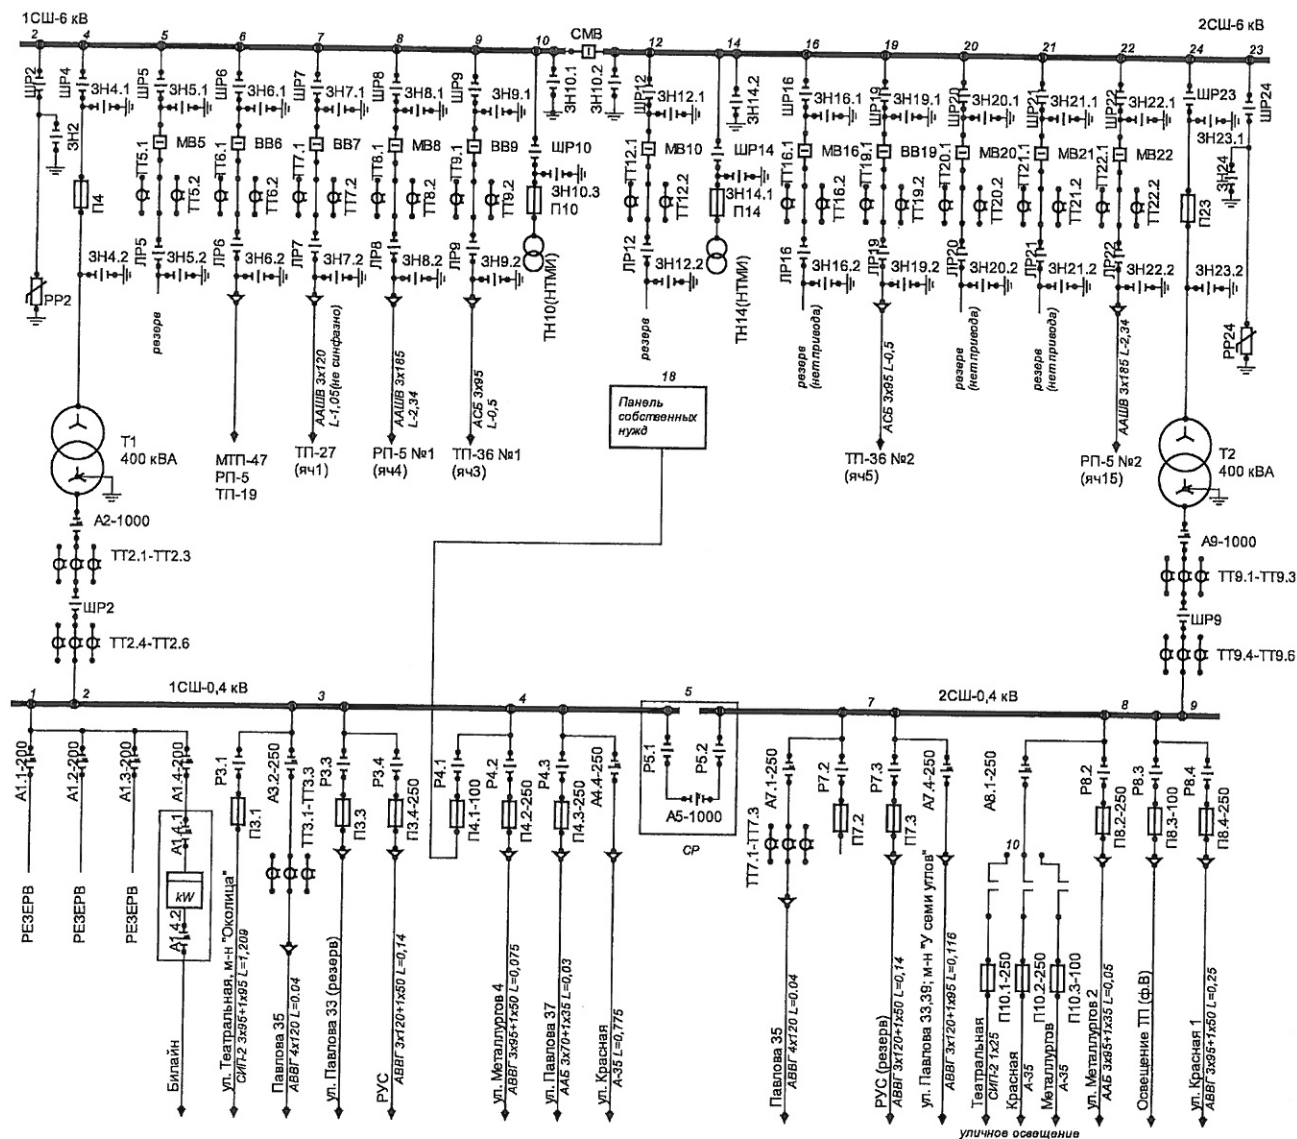 1СШ-6 кВ
2СШ-6 кВ
СМВ
2
4
5
6
7
8
9
10
12
14
16
19
20
21
22
24
23
ШР2
ШР4
ШР5
ШР6
ШР7
ШР8
ШР9
ЗН10.1
ЗН10.2
ШР12
ЗН14.2
ШР16
ШР19
ШР20
ШР21
ШР22
ШР23
ШР24
ЗН4.1
ЗН5.1
ЗН6.1
ЗН7.1
ЗН8.1
ЗН9.1
ЗН12.1
ЗН16.1
ЗН19.1
ЗН20.1
ЗН21.1
ЗН22.1
ЗН23.1
ЗН2
МВ5
ВВ6
ВВ7
МВ8
ВВ9
ШР10
МВ10
ШР14
МВ16
ВВ19
МВ20
МВ21
МВ22
ЗН24
П4
ТТ5.1
ТТ5.2
ТТ6.1
ТТ6.2
ТТ7.1
ТТ7.2
ТТ8.1
ТТ8.2
ТТ9.1
ТТ9.2
ЗН10.3
П10
ТТ12.1
ТТ12.2
ЗН14.1
П14
ТТ16.1
ТТ16.2
ТТ19.1
ТТ19.2
ТТ20.1
ТТ20.2
ТТ21.1
ТТ21.2
ТТ22.1
ТТ22.2
П23
ЗН4.2
ЛР5
ЗН5.2
ЛР6
ЗН6.2
ЛР7
ЗН7.2
ЛР8
ЗН8.2
ЛР9
ЗН9.2
ТН10(НТМИ)
ЛР12
ЗН12.2
ТН14(НТМИ)
ЛР16
ЗН16.2
ЛР19
ЗН19.2
ЛР20
ЗН20.2
ЛР21
ЗН21.2
ЛР22
ЗН22.2
ЗН23.2
РР2
РР24
резерв
ААШВ 3х120
L-1,05(не синфазно)
ААШВ 3х185
L-2,34
АСБ 3х95
L-0,5
резерв
резерв
(нет привода)
АСБ 3х95 L-0,5
резерв
(нет привода)
резерв
(нет привода)
ААШВ 3х185 L-2,34
18
Панель
собственных
нужд
Т1
400 кВА
МТП-47
РП-5
ТП-19
ТП-27
(яч1)
РП-5 №1
(яч4)
ТП-36 №1
(яч3)
ТП-36 №2
(яч5)
РП-5 №2
(яч15)
Т2
400 кВА
А2-1000
ТТ2.1-ТТ2.3
ШР2
ТТ2.4-ТТ2.6
А9-1000
ТТ9.1-ТТ9.3
ШР9
ТТ9.4-ТТ9.6
1СШ-0,4 кВ
2СШ-0,4 кВ
1
2
3
4
5
7
8
9
А1.1-200
А1.2-200
А1.3-200
А1.4-200
Р3.1
А3.2-250
Р3.3
Р3.4
Р4.1
Р4.2
Р4.3
А4.4-250
Р5.1
Р5.2
А5-1000
СР
А7.1-250
Р7.2
Р7.3
А7.4-250
А8.1-250
Р8.2
Р8.3
Р8.4
А1.4.1
kW
А1.4.2
П3.1
ТТ3.1-ТТ3.3
П3.3
П3.4-250
П4.1-100
П4.2-250
П4.3-250
ТТ7.1-ТТ7.3
П7.2
П7.3
10
П8.2-250
П8.3-100
П8.4-250
П10.1-250
П10.2-250
П10.3-100
РЕЗЕРВ
РЕЗЕРВ
РЕЗЕРВ
Билайн
ул. Театральная, м-н "Околица"
СИП-2 3х95+1х95 L=1,209
Павлова 35
АВВГ 4х120 L=0.04
ул. Павлова 33 (резерв)
РУС
АВВГ 3х120+1х50 L=0,14
ул. Металлургов 4
АВВГ 3х95+1х50 L=0,075
ул. Павлова 37
ААБ 3х70+1х35 L=0,03
ул. Красная
А-35 L=0,775
Павлова 35
АВВГ 4х120 L=0.04
РУС (резерв)
АВВГ 3х120+1х50 L=0,14
ул. Павлова 33,39; м-н "У семи углов"
АВВГ 3х120+1х95 L=0,116
Театральная
СИП-2 1х25
Красная
А-35
Металлургов
А-35
ул. Металлургов 2
ААБ 3х95+1х35 L=0,05
Освещение ТП (ф.В)
ул. Красная 1
АВВГ 3х95+1х50 L=0,25
уличное освещение